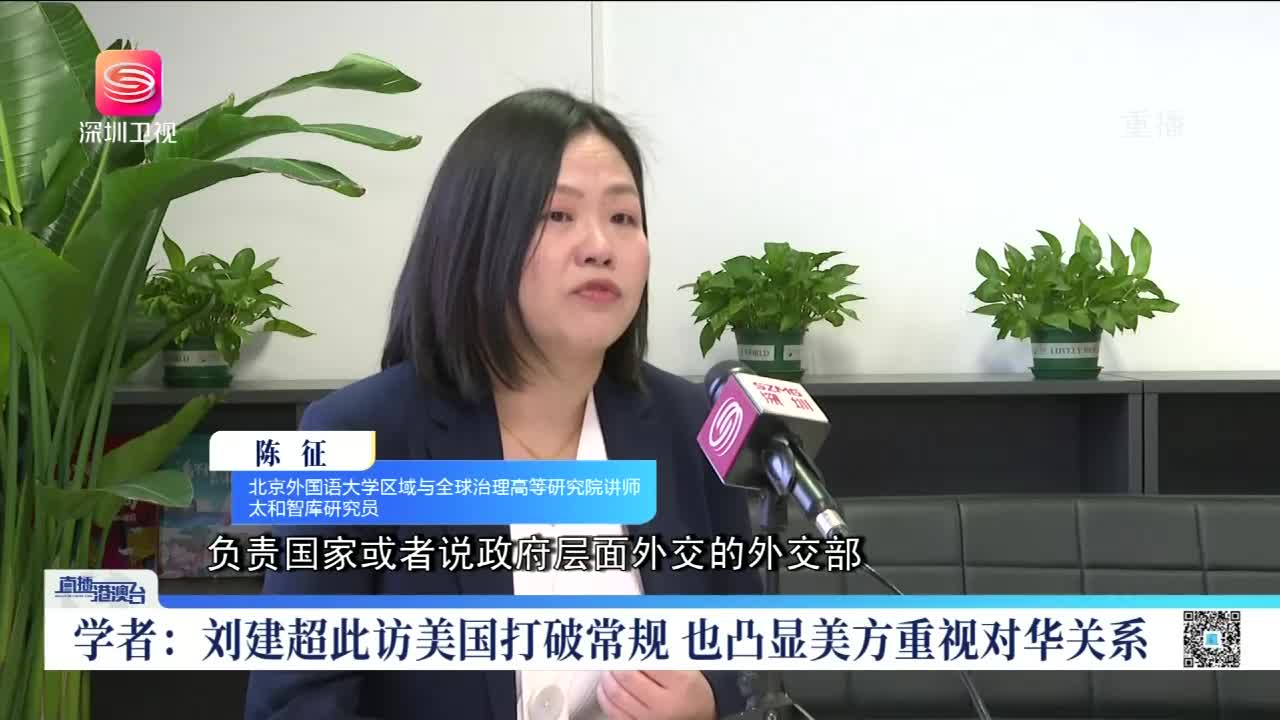 深圳卫视
重播
SZMG
深圳
WORLD
LOVELY
陈征
北京外国语大学区域与全球治理高等研究院讲师
太和智库研究员
负责国家或者说政府层面外交的外交部
直播港澳台
学者：刘建超此访美国打破常规 也凸显美方重视对华关系